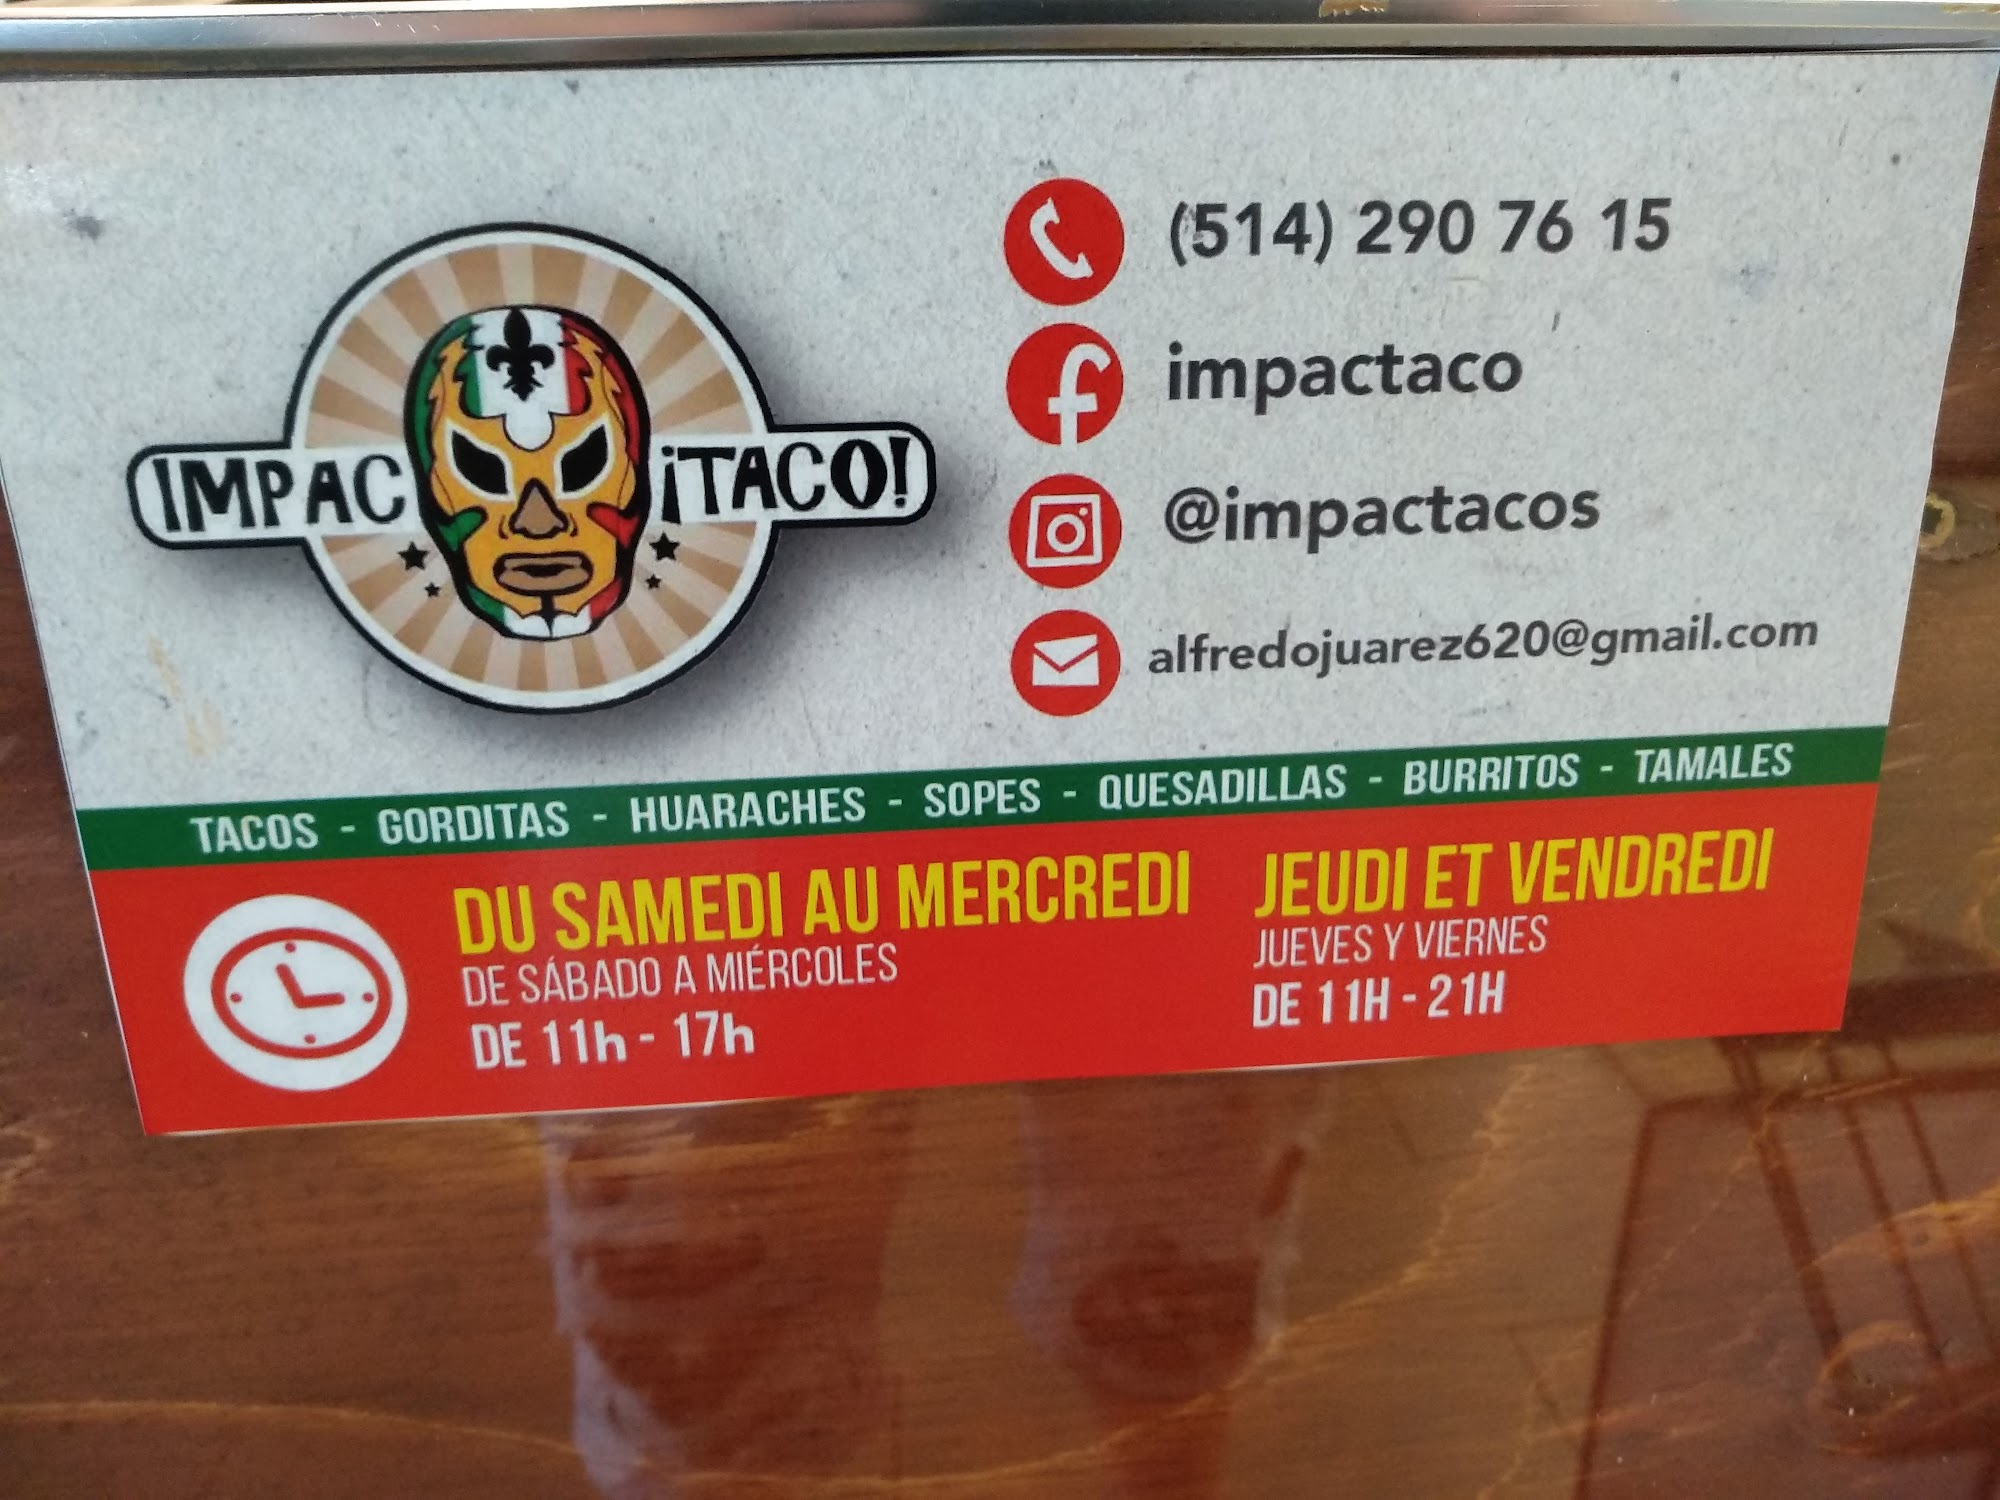 IMPAC ¡TACO!
(514) 290 76 15
impactaco
@impactacos
alfredojuarez620@gmail.com
TACOS - GORDITAS - HUARACHES - SOPES - QUESADILLAS - BURRITOS - TAMALES
DU SAMEDI AU MERCREDI
DE SÁBADO A MIÉRCOLES
DE 11h - 17h
JEUDI ET VENDREDI
JUEVES Y VIERNES
DE 11H - 21H